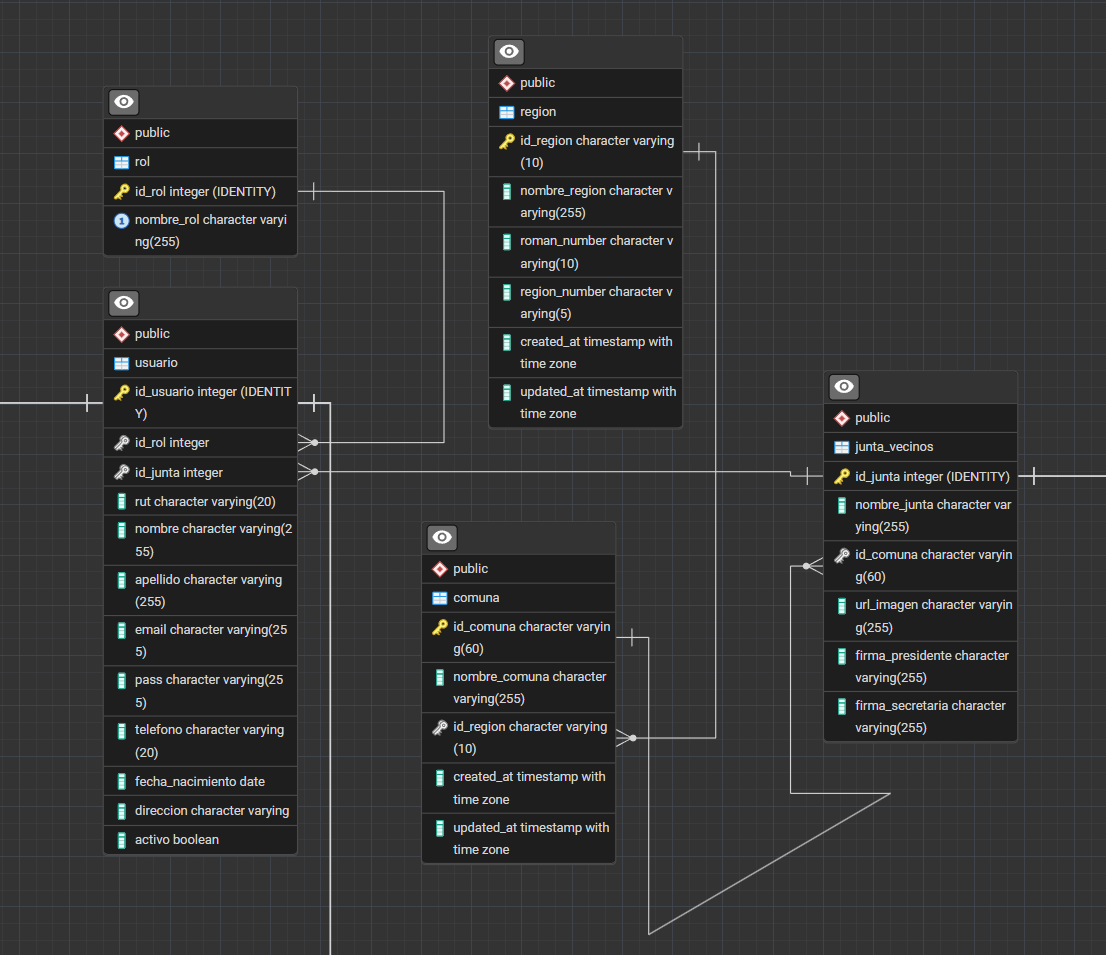 public
rol
id_rol integer (IDENTITY)
nombre_rol character varyi
ng(255)
public
usuario
id_usuario integer (IDENTIT
Y)
id_rol integer
id_junta integer
rut character varying(20)
nombre character varying(2
55)
apellido character varying
(255)
email character varying(25
5)
pass character varying(25
5)
telefono character varying
(20)
fecha_nacimiento date
direccion character varying
activo boolean
public
region
id_region character varying
(10)
nombre_region character v
arying(255)
roman_number character v
arying(10)
region_number character v
arying(5)
created_at timestamp with
time zone
updated_at timestamp with
time zone
public
comuna
id_comuna character varyin
g(60)
nombre_comuna character
varying(255)
id_region character varying
(10)
created_at timestamp with
time zone
updated_at timestamp with
time zone
public
junta_vecinos
id_junta integer (IDENTITY)
nombre_junta character var
ying(255)
id_comuna character varyin
g(60)
url_imagen character varyin
g(255)
firma_presidente character
varying(255)
firma_secretaria character
varying(255)